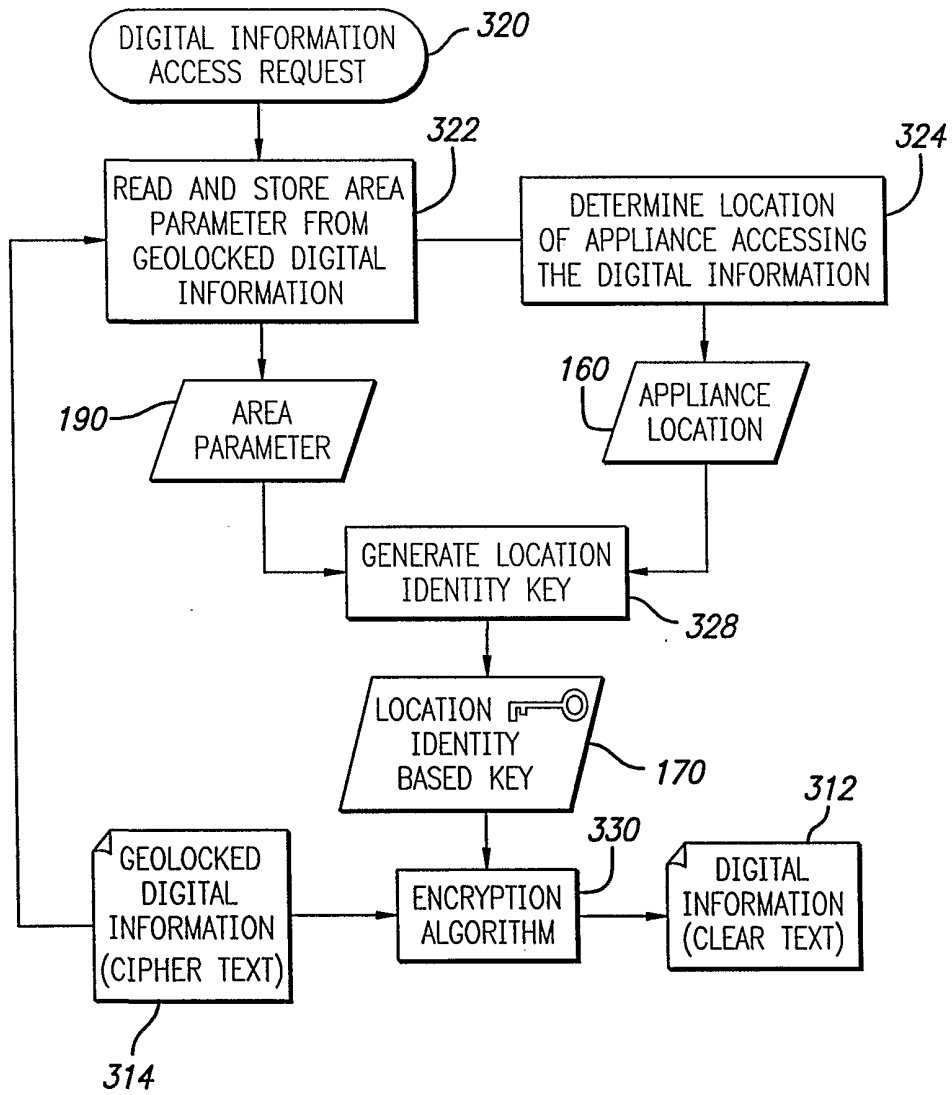 DIGITAL INFORMATION
ACCESS REQUEST
320
322
READ AND STORE AREA
PARAMETER FROM
GEOLOCKED DIGITAL
INFORMATION
324
DETERMINE LOCATION
OF APPLIANCE ACCESSING
THE DIGITAL INFORMATION
190
AREA
PARAMETER
160
APPLIANCE
LOCATION
GENERATE LOCATION
IDENTITY KEY
328
LOCATION
IDENTITY
BASED KEY
170
GEOLOCKED
DIGITAL
INFORMATION
(CIPHER TEXT)
314
330
ENCRYPTION
ALGORITHM
312
DIGITAL
INFORMATION
(CLEAR TEXT)